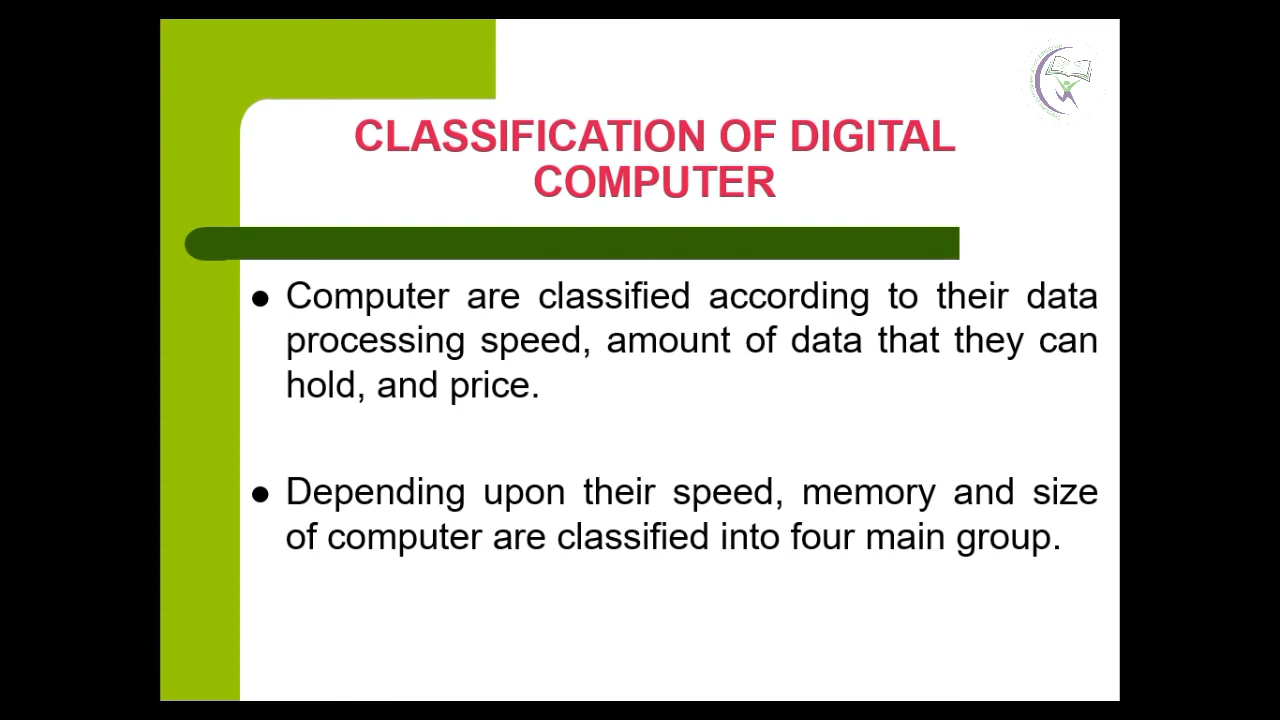 CLASSIFICATION OF DIGITAL
COMPUTER
● Computer are classified according to their data
processing speed, amount of data that they can
hold, and price.
● Depending upon their speed, memory and size
of computer are classified into four main group.